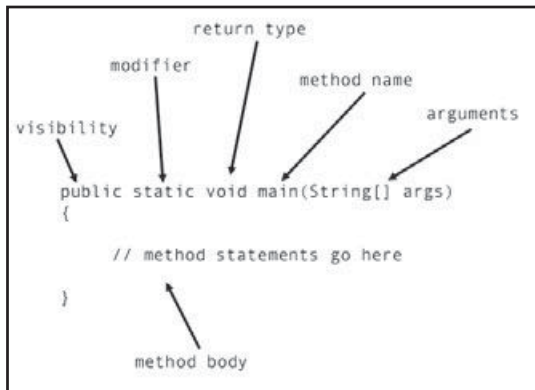 return type
modifier
method name
arguments
visibility
public static void main(String[] args)
{
// method statements go here
}
method body